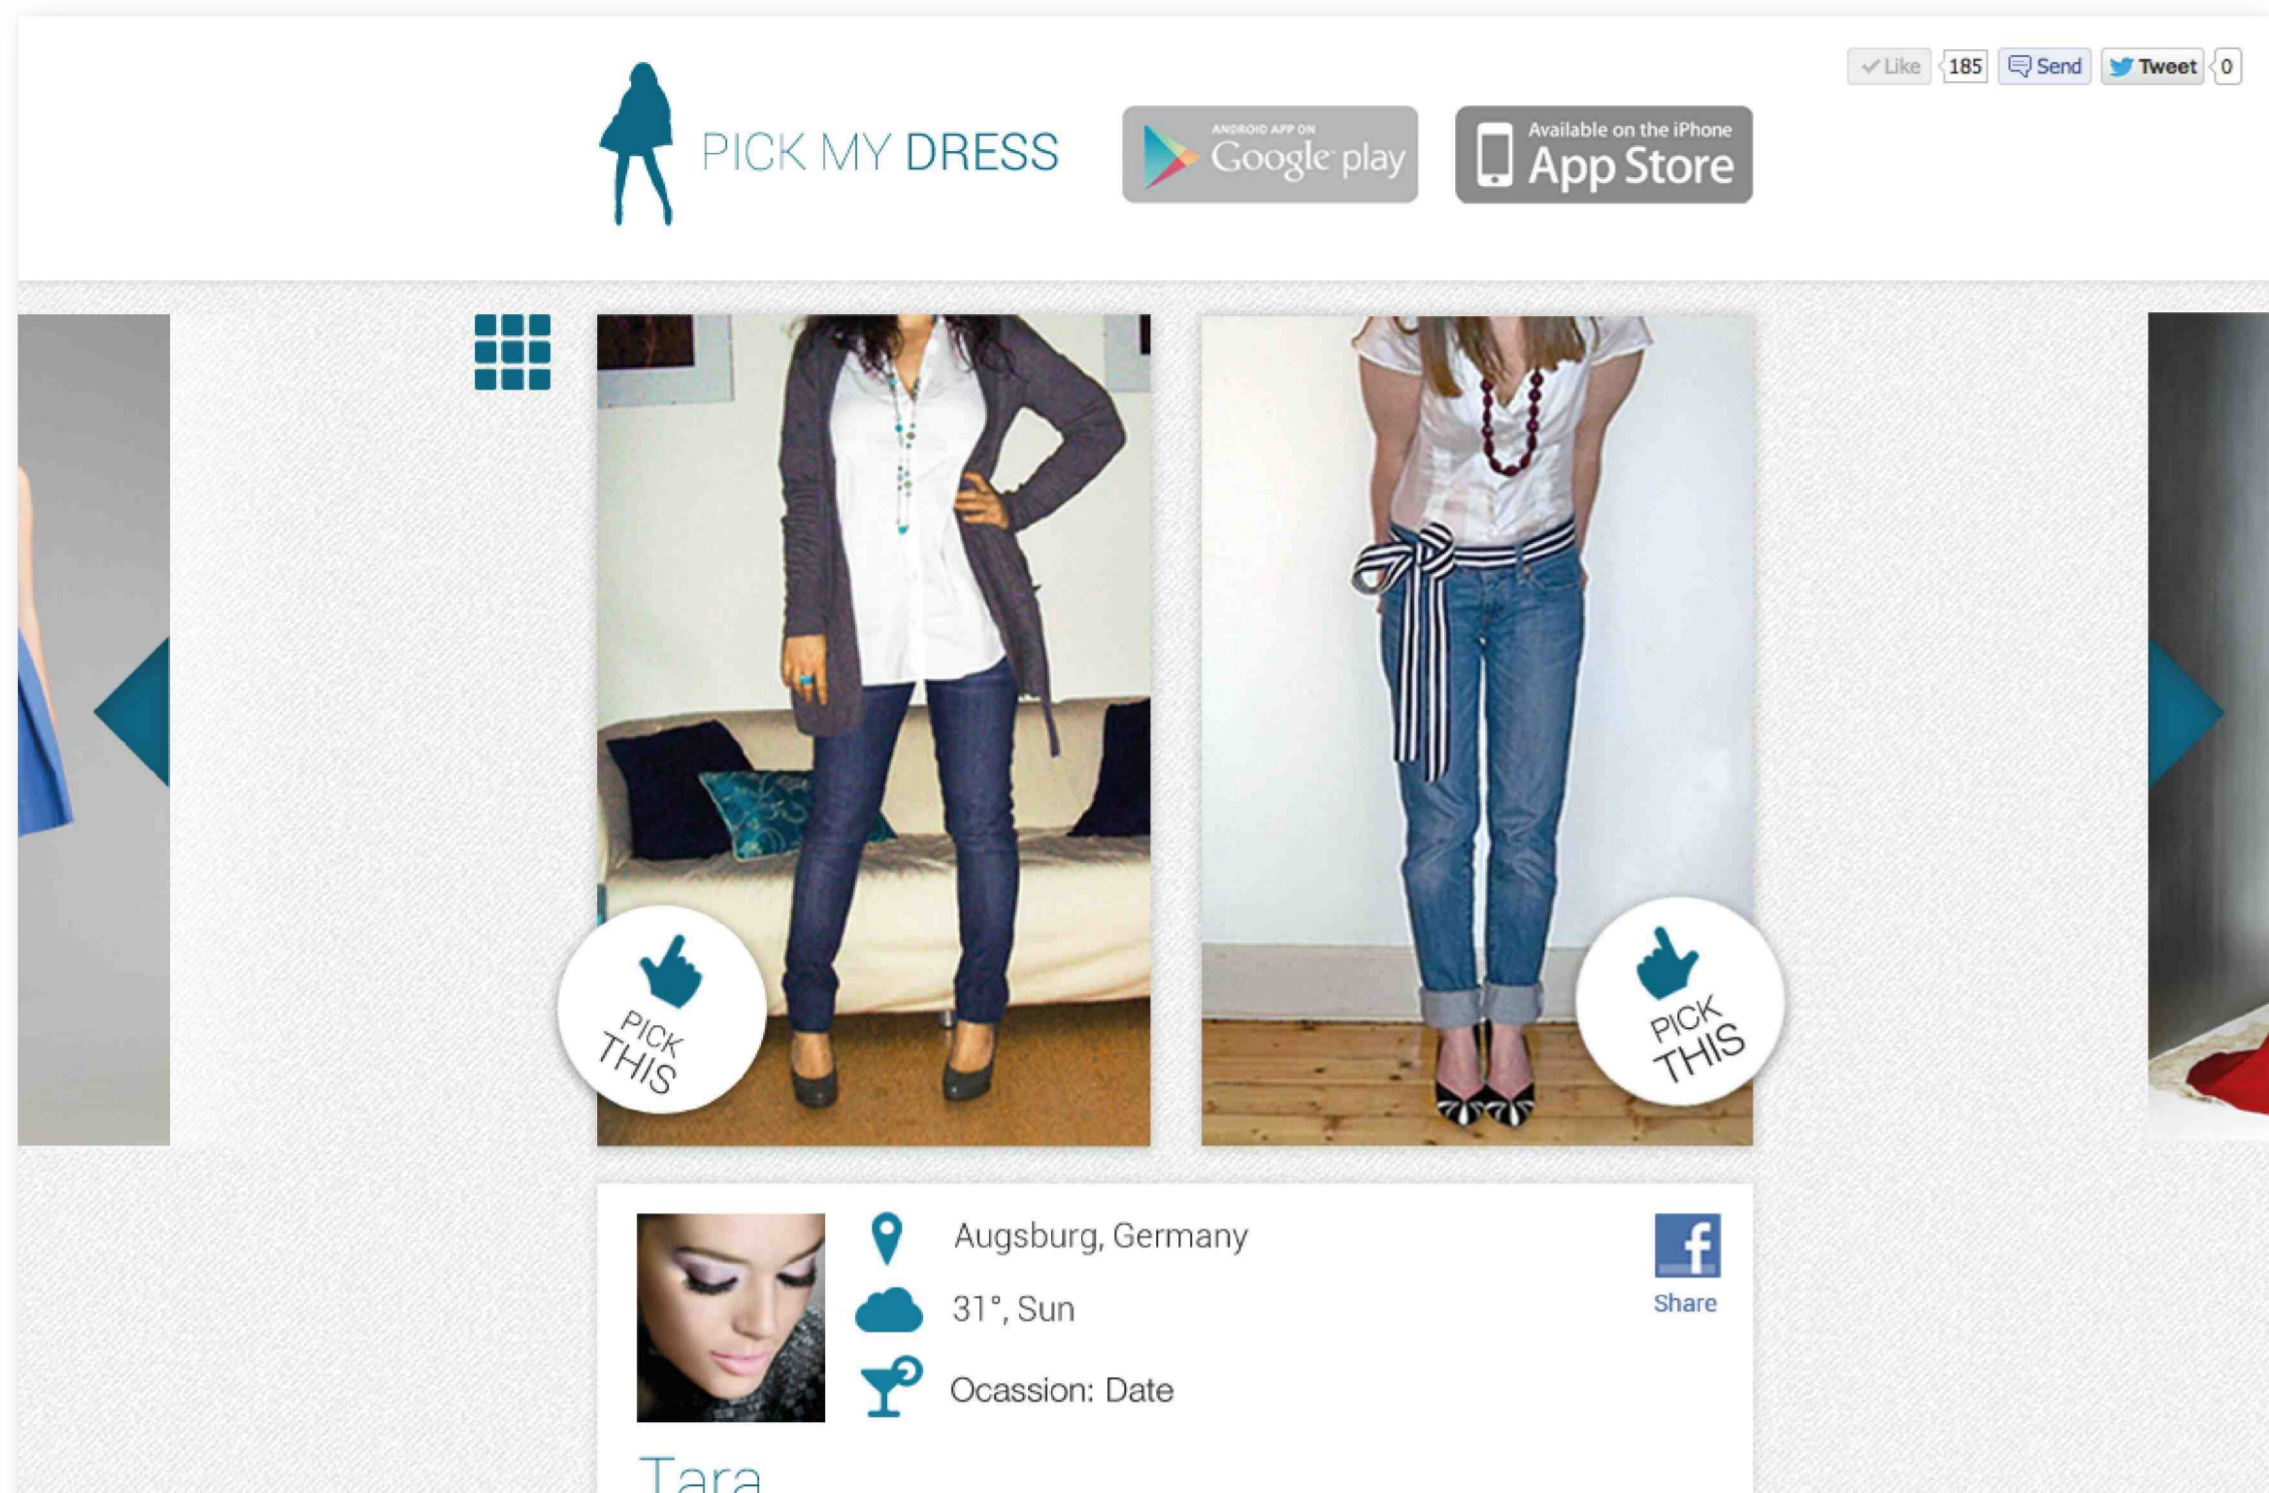 Like 185 Send Tweet 0
PICK MY DRESS
ANDROID APP ON
Google play
Available on the iPhone
App Store
PICK
THIS
PICK
THIS
Augsburg, Germany
31°, Sun
Share
Ocassion: Date
Tara